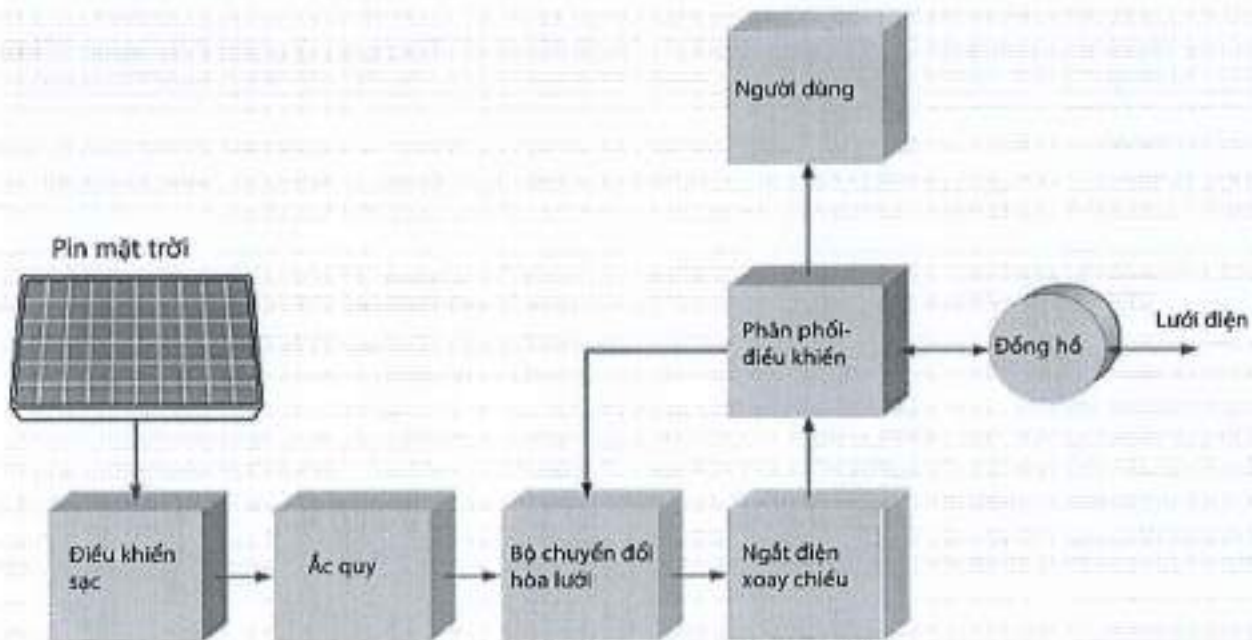 Người dùng
Pin mặt trời
Phân phối-
điều khiển
Đồng hồ
Lưới điện
Điều khiển
sạc
Ắc quy
Bộ chuyển đổi
hòa lưới
Ngắt điện
xoay chiều